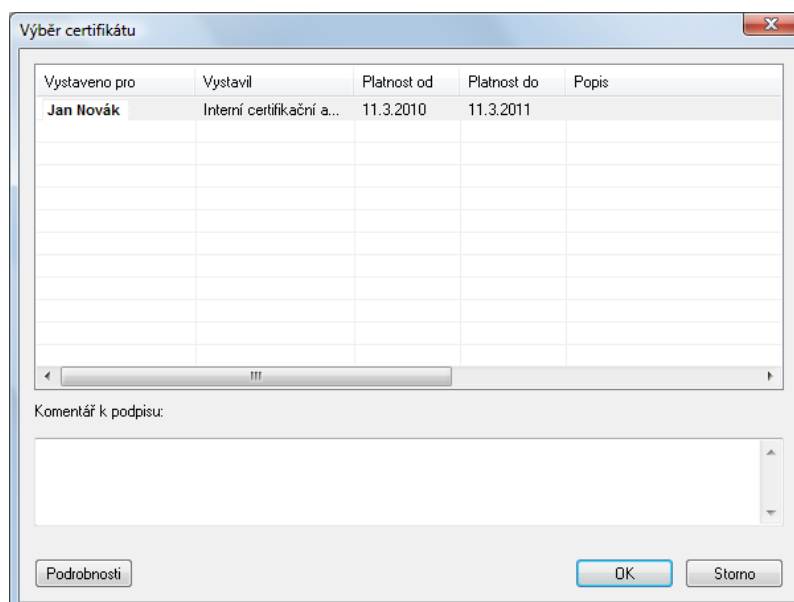 Výběr certifikátu
Vystaveno pro Vystavil Platnost od Platnost do Popis
Jan Novák Interní certifikační a... 11.3.2010 11.3.2011
Komentář k podpisu:
Podrobnosti OK Storno